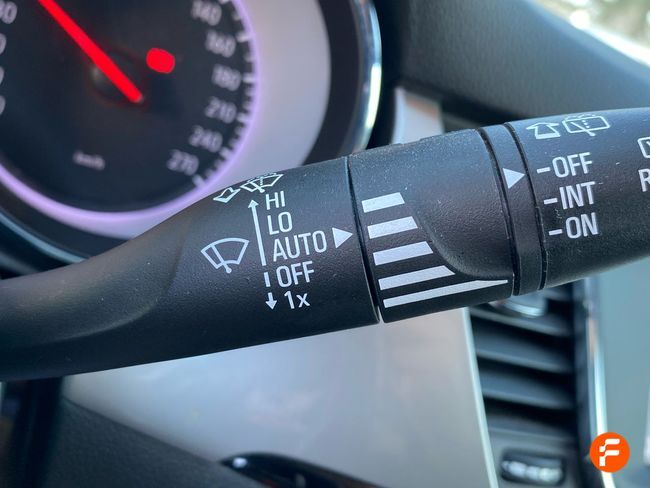 140
160
180
210
240
270
km/h
HI
LO
AUTO
OFF
1x
-OFF
-INT
-ON
R